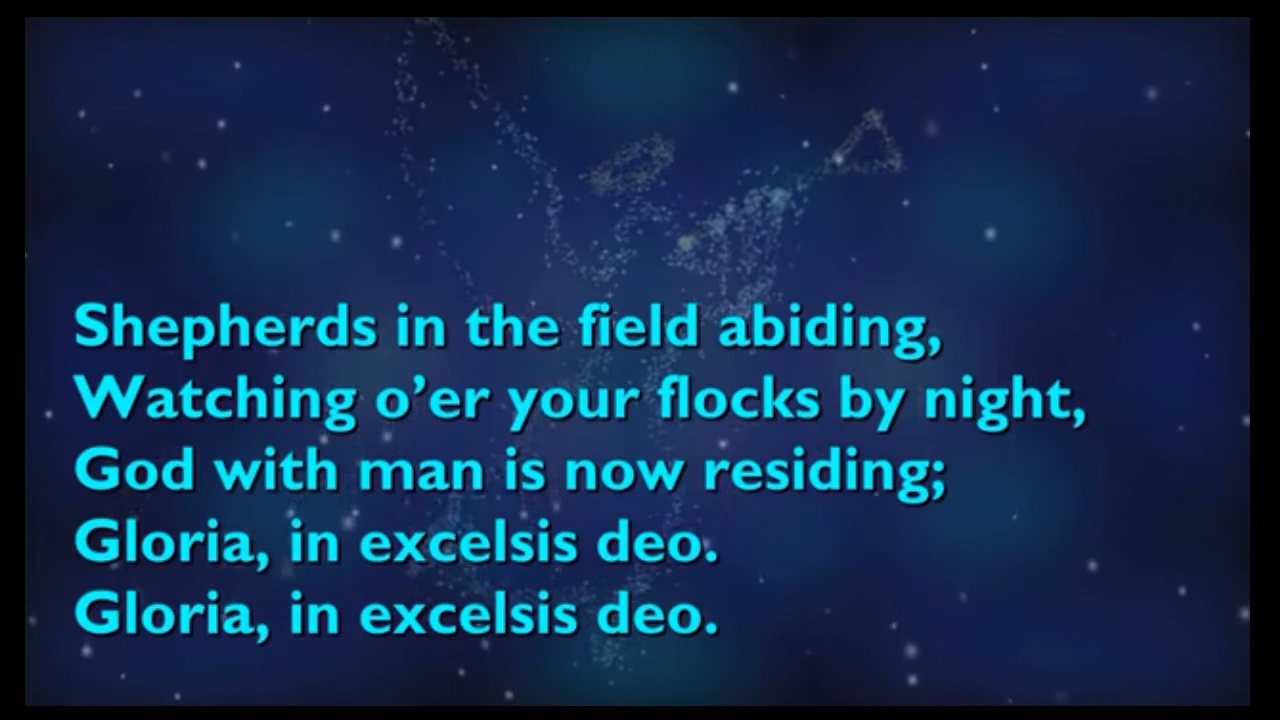 Shepherds in the field abiding,
Watching o’er your flocks by night,
God with man is now residing;
Gloria, in excelsis deo.
Gloria, in excelsis deo.